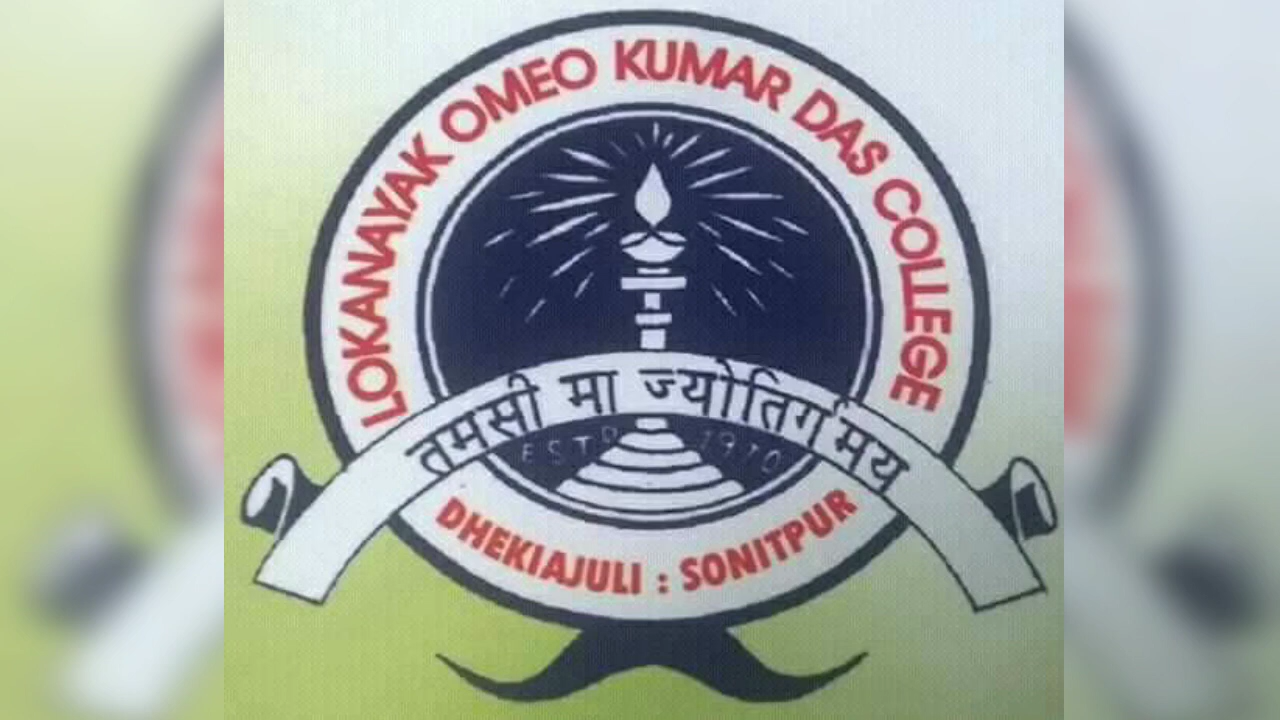 LOKANAYAK OMEO KUMAR DAS COLLEGE
तमसी मा ज्योतिर्गमय
ESTD 1970
DHEKIAJULI : SONITPUR